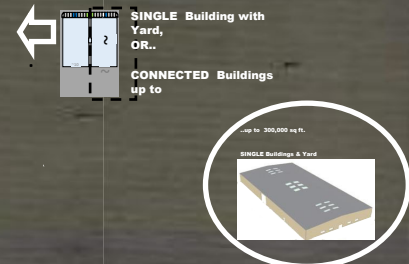 SINGLE Building with
Yard,
OR..
CONNECTED Buildings
up to
..up to 300,000 sq ft.
SINGLE Buildings & Yard